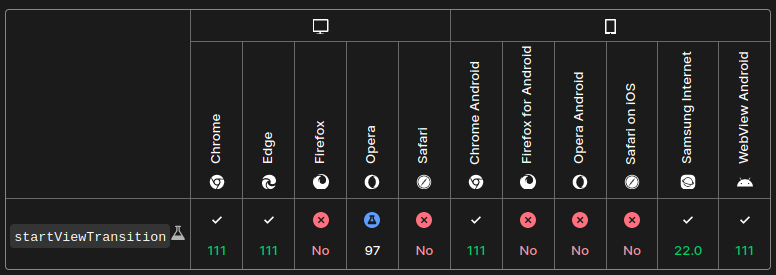 Chrome
Edge
Firefox
Opera
Safari
Chrome Android
Firefox for Android
Opera Android
Safari on iOS
Samsung Internet
WebView Android
startViewTransition
111
111
No
97
No
111
No
No
No
22.0
111